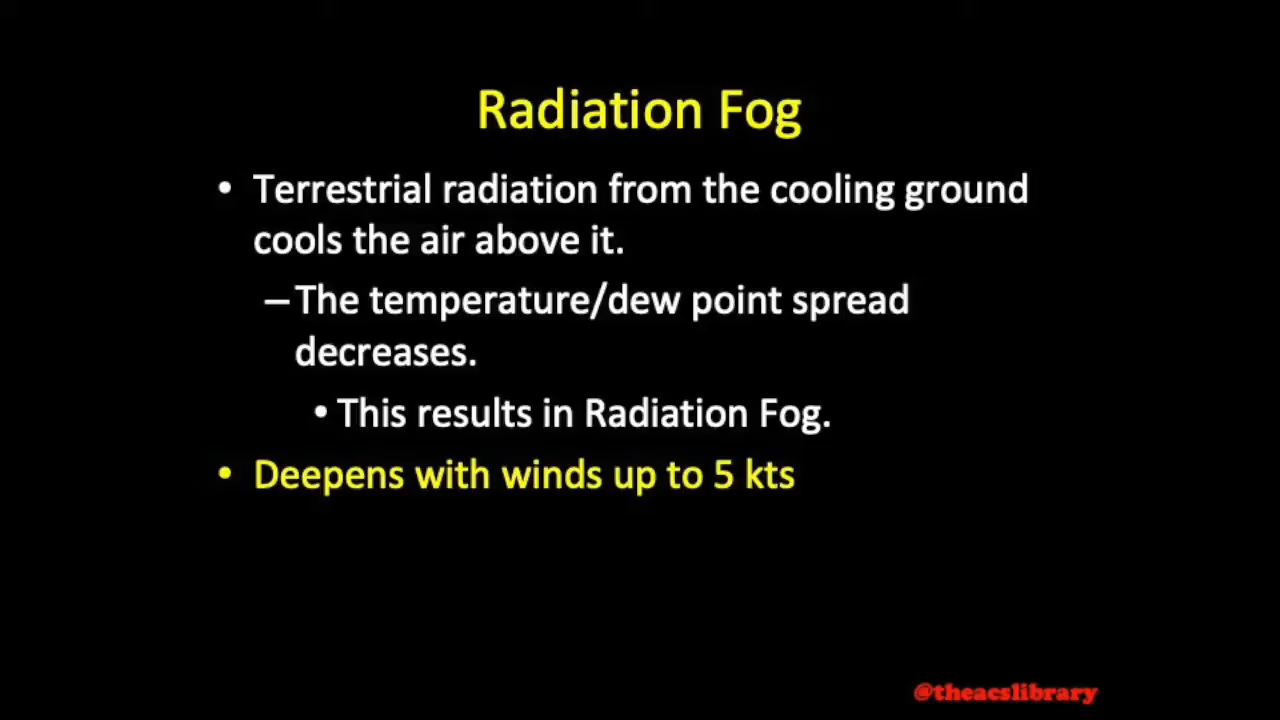 Radiation Fog
• Terrestrial radiation from the cooling ground
cools the air above it.
– The temperature/dew point spread
decreases.
• This results in Radiation Fog.
• Deepens with winds up to 5 kts
@theacslibrary